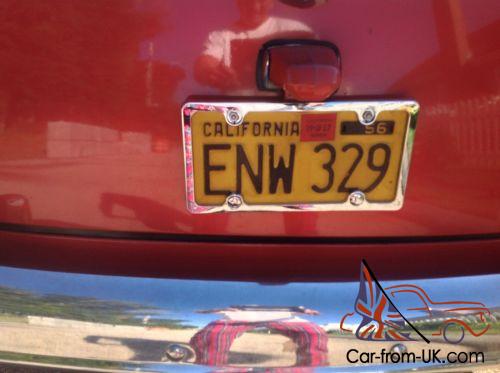 CALIFORNIA 56
ENW 329
Car-from-UK.com